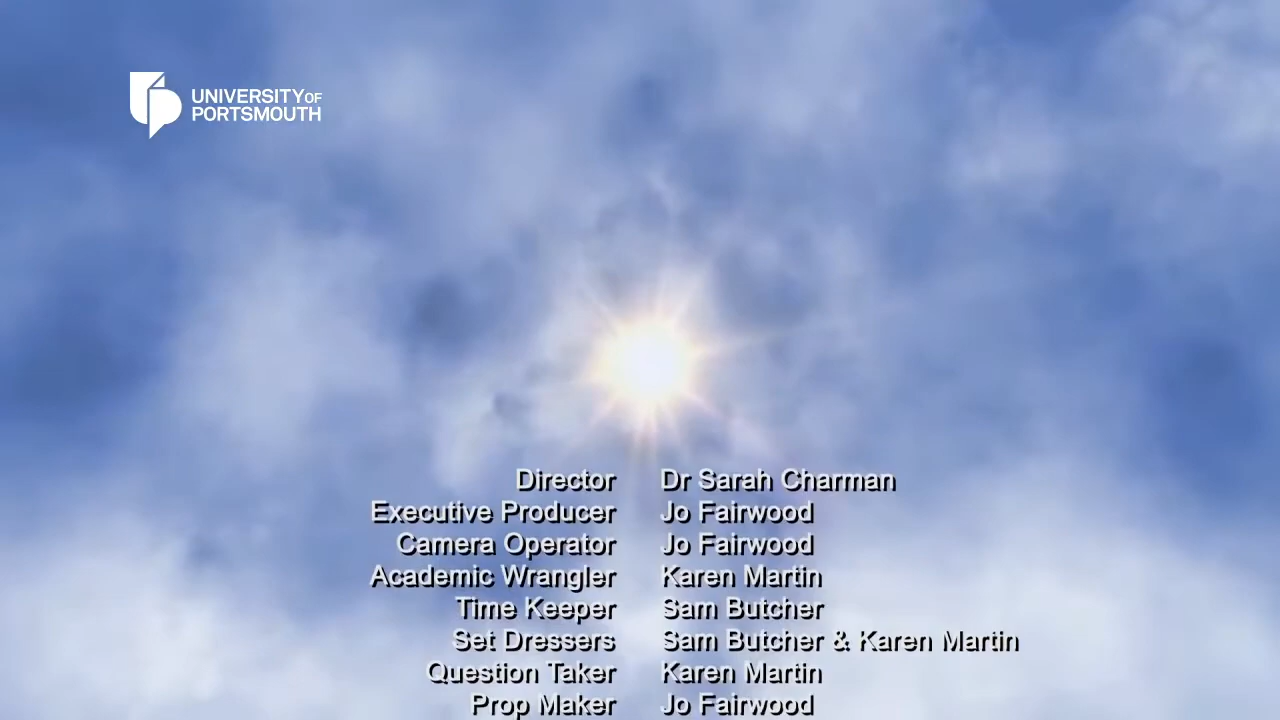 UNIVERSITY OF
PORTSMOUTH
Director Dr Sarah Charman
Executive Producer Jo Fairwood
Camera Operator Jo Fairwood
Academic Wrangler Karen Martin
Time Keeper Sam Butcher
Set Dressers Sam Butcher & Karen Martin
Question Taker Karen Martin
Prop Maker Jo Fairwood